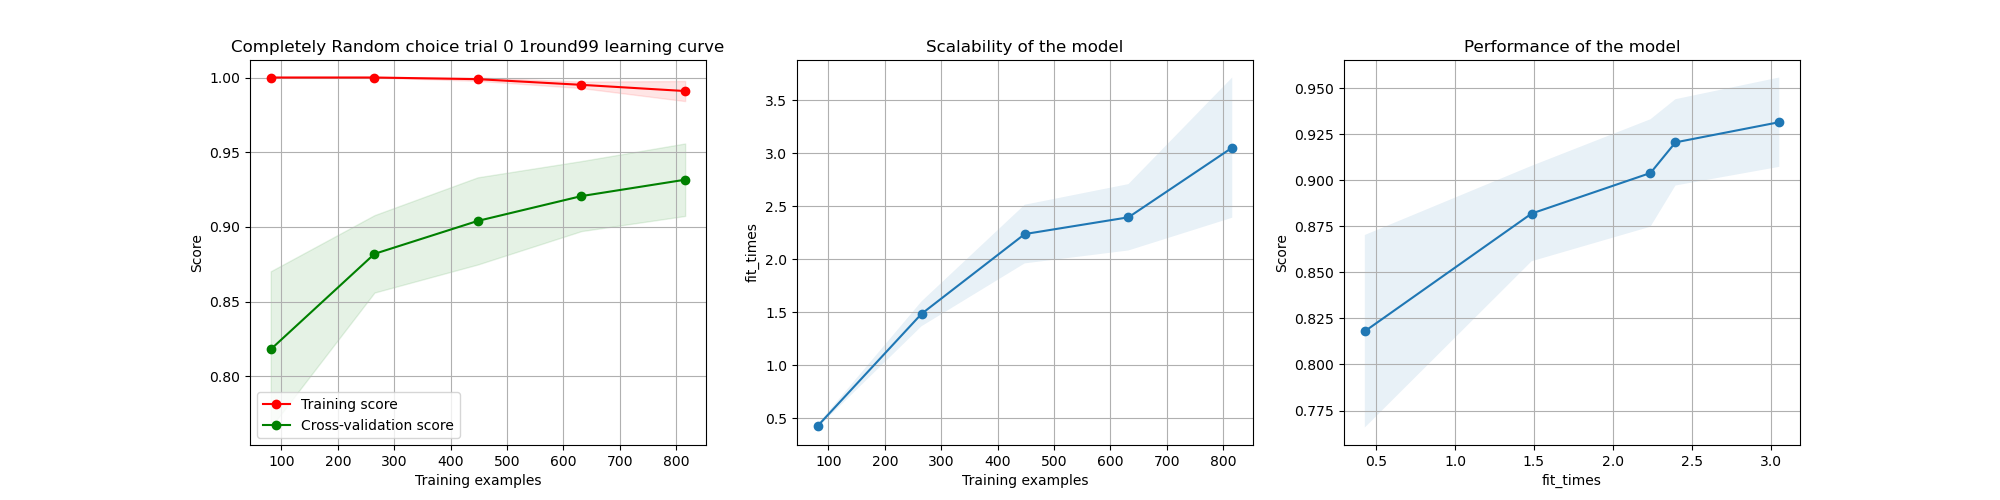 Completely Random choice trial 0 1round99 learning curve
Score
1.00
0.95
0.90
0.85
0.80
Training score
Cross-validation score
100 200 300 400 500 600 700 800
Training examples
Scalability of the model
fit_times
3.5
3.0
2.5
2.0
1.5
1.0
0.5
100 200 300 400 500 600 700 800
Training examples
Performance of the model
Score
0.950
0.925
0.900
0.875
0.850
0.825
0.800
0.775
0.5 1.0 1.5 2.0 2.5 3.0
fit_times